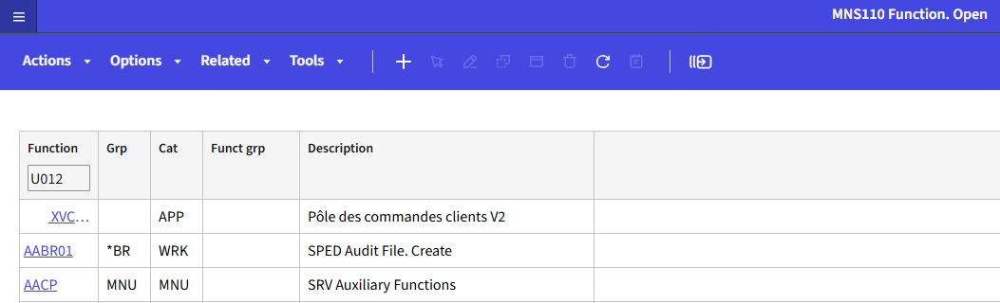 MNS110 Function. Open
Actions Options Related Tools
Function Grp Cat Funct grp Description
U012
XVC… APP Pôle des commandes clients V2
AABR01 *BR WRK SPED Audit File. Create
AACP MNU MNU SRV Auxiliary Functions